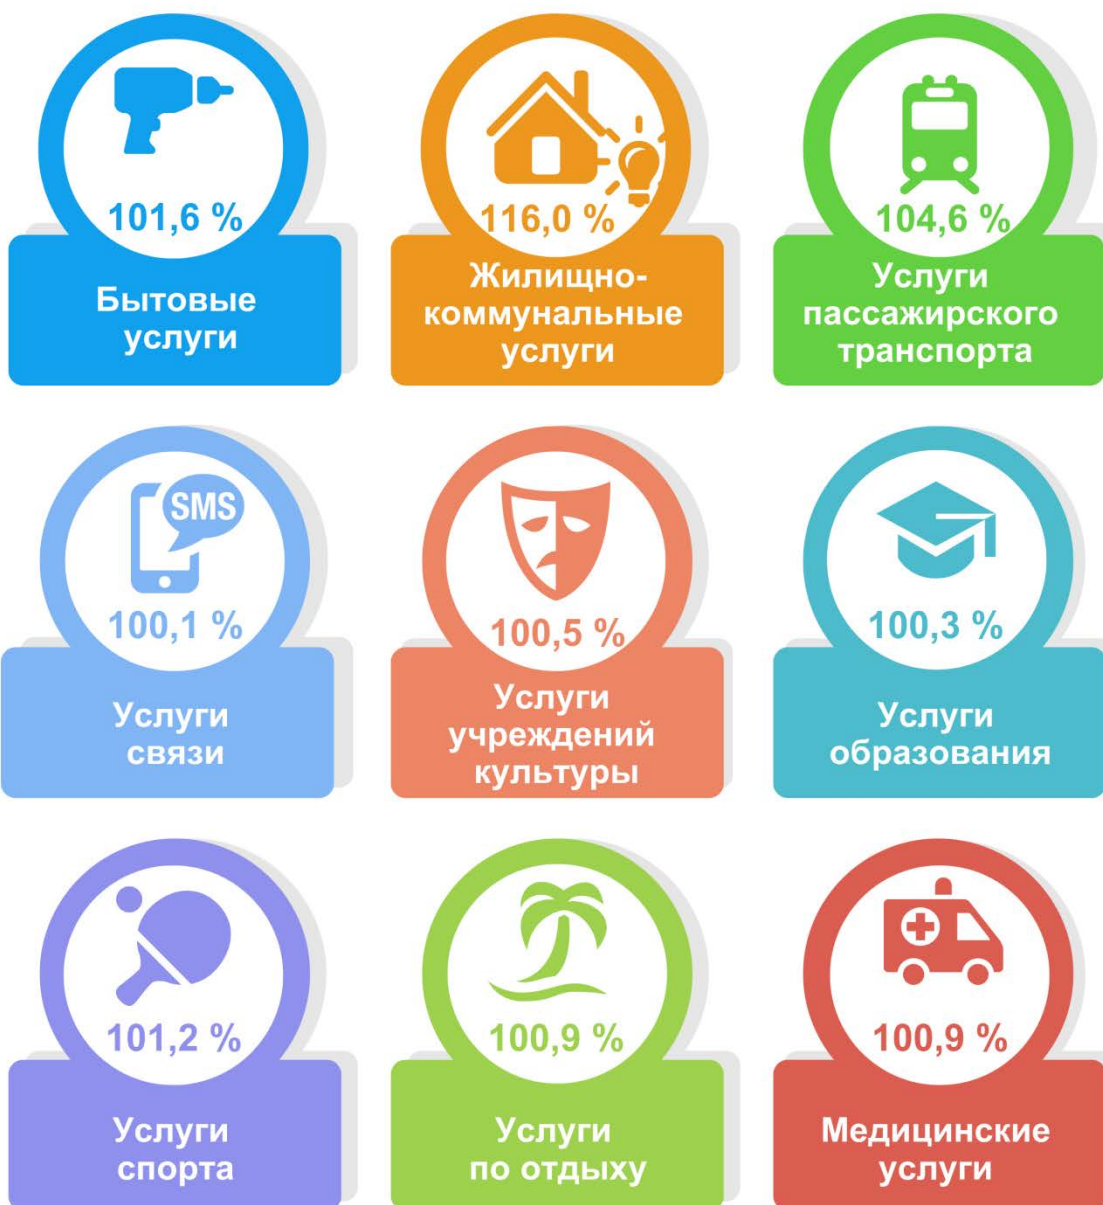 101,6 %
Бытовые
услуги
116,0 %
Жилищно-
коммунальные
услуги
104,6 %
Услуги
пассажирского
транспорта
SMS
100,1 %
Услуги
связи
100,5 %
Услуги
учреждений
культуры
100,3 %
Услуги
образования
101,2 %
Услуги
спорта
100,9 %
Услуги
по отдыху
100,9 %
Медицинские
услуги